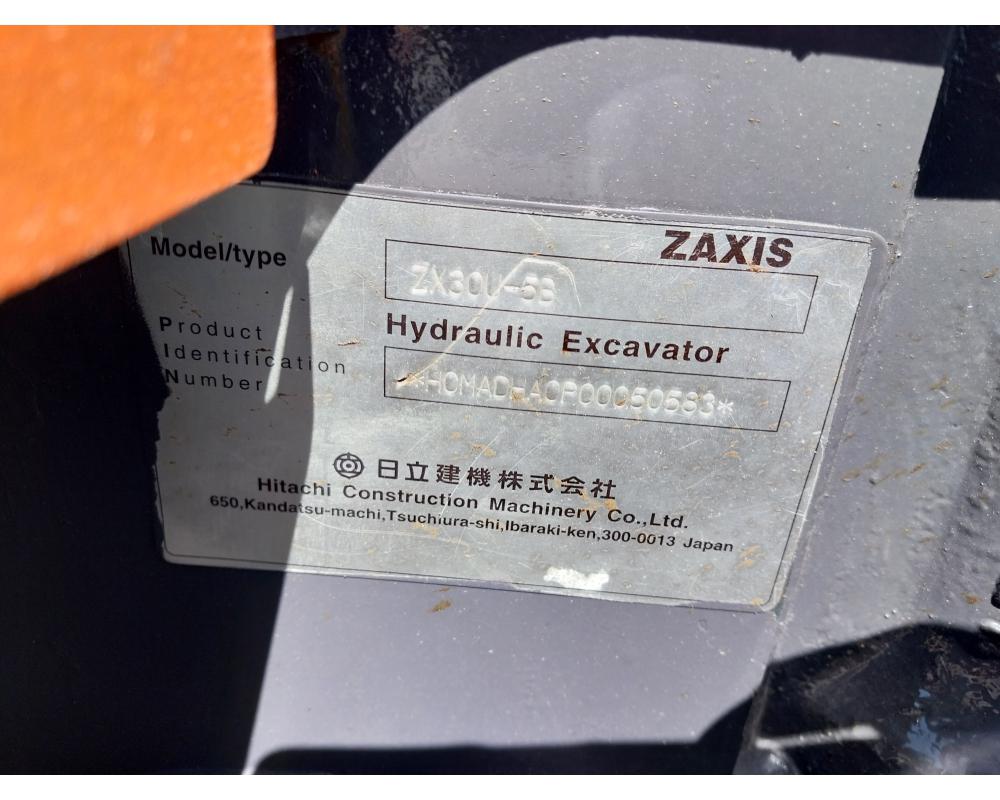 ZAXIS
Model/type
ZX30U-5B
Hydraulic Excavator
Product
Identification
Number
日立建機株式会社
Hitachi Construction Machinery Co.,Ltd.
650,Kandatsu-machi,Tsuchiura-shi,Ibaraki-ken,300-0013 Japan